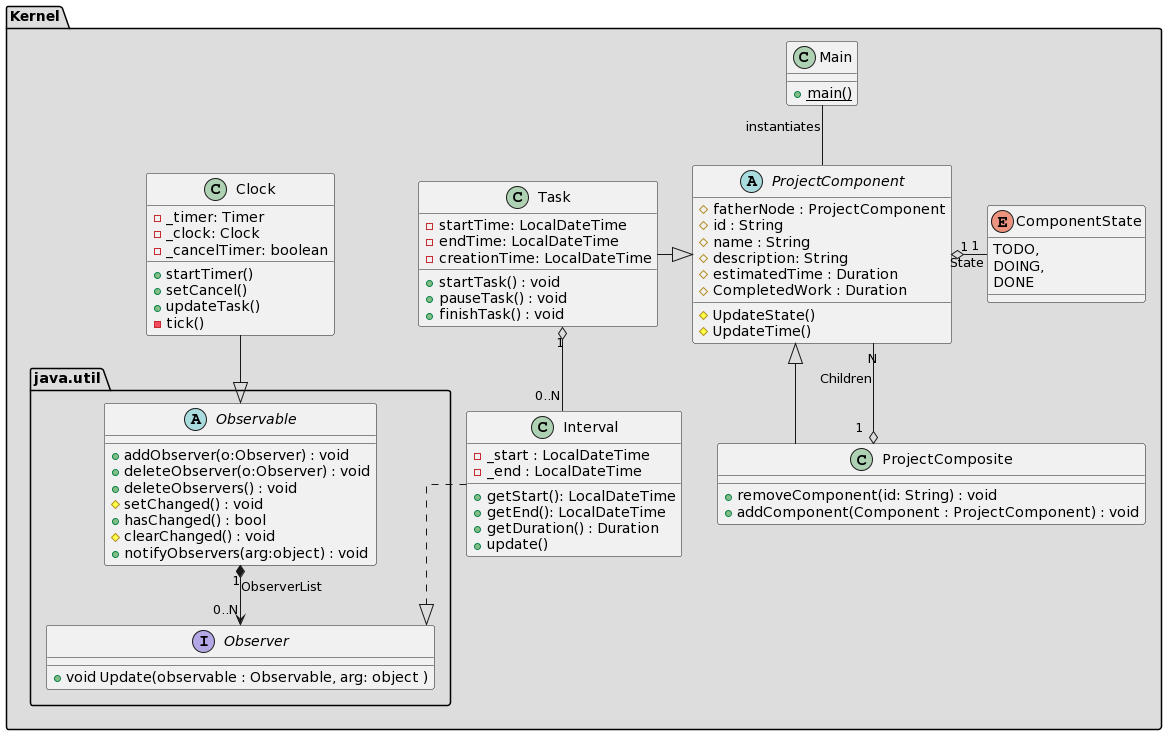 Kernel
C Main
main()
instantiates
C Clock
_timer: Timer
_clock: Clock
_cancelTimer: boolean
startTimer()
setCancel()
updateTask()
tick()
C Task
startTime: LocalDateTime
endTime: LocalDateTime
creationTime: LocalDateTime
startTask() : void
pauseTask() : void
finishTask() : void
A ProjectComponent
fatherNode : ProjectComponent
id : String
name : String
description: String
estimatedTime : Duration
CompletedWork : Duration
UpdateState()
UpdateTime()
1 1
State
E ComponentState
TODO,
DOING,
DONE
1
0..N
N
Children
1
java.util
A Observable
addObserver(o:Observer) : void
deleteObserver(o:Observer) : void
deleteObservers() : void
setChanged() : void
hasChanged() : bool
clearChanged() : void
notifyObservers(arg:object) : void
C Interval
_start : LocalDateTime
_end : LocalDateTime
getStart(): LocalDateTime
getEnd(): LocalDateTime
getDuration() : Duration
update()
C ProjectComposite
removeComponent(id: String) : void
addComponent(Component : ProjectComponent) : void
1
ObserverList
0..N
I Observer
void Update(observable : Observable, arg: object )